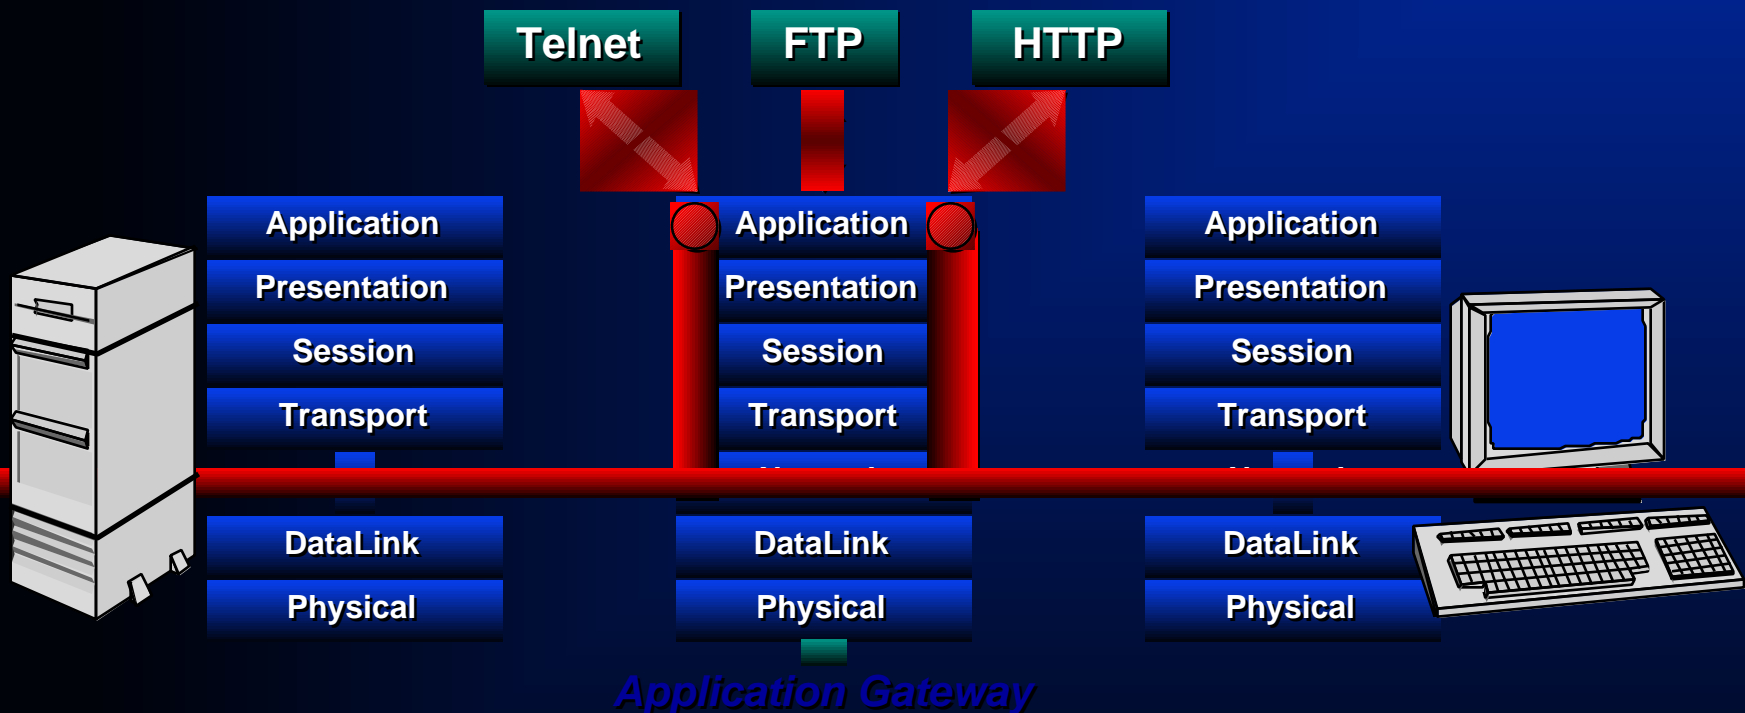 Telnet FTP HTTP
Application
Presentation
Session
Transport
DataLink
Physical
Application
Presentation
Session
Transport
DataLink
Physical
Application
Presentation
Session
Transport
DataLink
Physical
Application Gateway